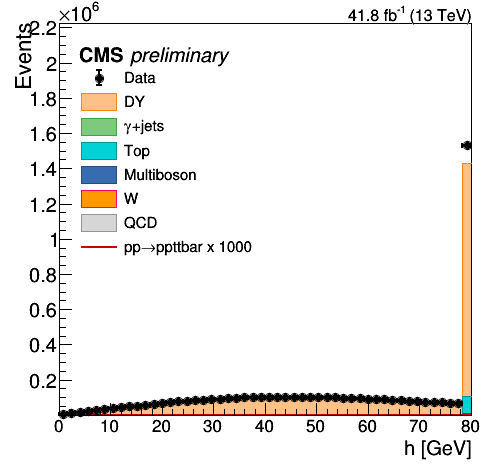 ×10⁶
41.8 fb⁻¹ (13 TeV)
Events
CMS preliminary
Data
DY
γ+jets
Top
Multiboson
W
QCD
pp→ppttbar x 1000
2.2
2
1.8
1.6
1.4
1.2
1
0.8
0.6
0.4
0.2
0 10 20 30 40 50 60 70 80
h [GeV]